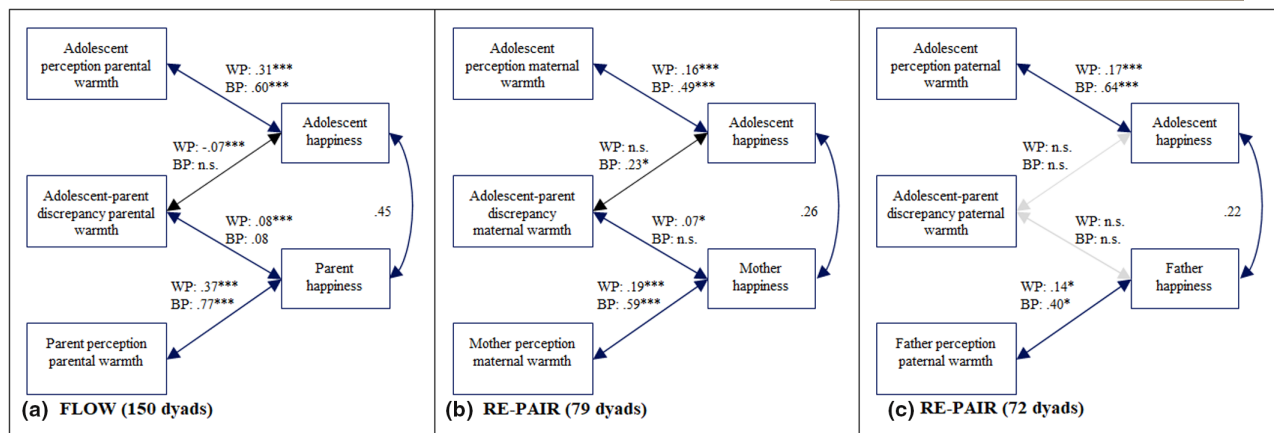 Adolescent
perception parental
warmth
WP: .31***
BP: .60***
Adolescent
happiness
WP: -.07***
BP: n.s.
Adolescent-parent
discrepancy parental
warmth
.45
WP: .08***
BP: .08
Parent
happiness
WP: .37***
BP: .77***
Parent perception
parental warmth
(a) FLOW (150 dyads)
Adolescent
perception maternal
warmth
WP: .16***
BP: .49***
Adolescent
happiness
WP: n.s.
BP: .23*
Adolescent-parent
discrepancy
maternal warmth
.26
WP: .07*
BP: n.s.
Mother
happiness
WP: .19***
BP: .59***
Mother perception
maternal warmth
(b) RE-PAIR (79 dyads)
Adolescent
perception paternal
warmth
WP: .17***
BP: .64***
Adolescent
happiness
WP: n.s.
BP: n.s.
Adolescent-parent
discrepancy paternal
warmth
.22
WP: n.s.
BP: n.s.
Father
happiness
WP: .14*
BP: .40*
Father perception
paternal warmth
(c) RE-PAIR (72 dyads)